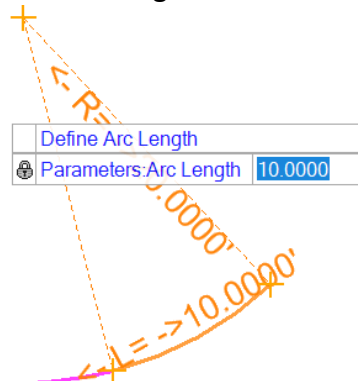 <- R= 0.0000'
Define Arc Length
Parameters:Arc Length 10.0000
<- L= ->10.0000'